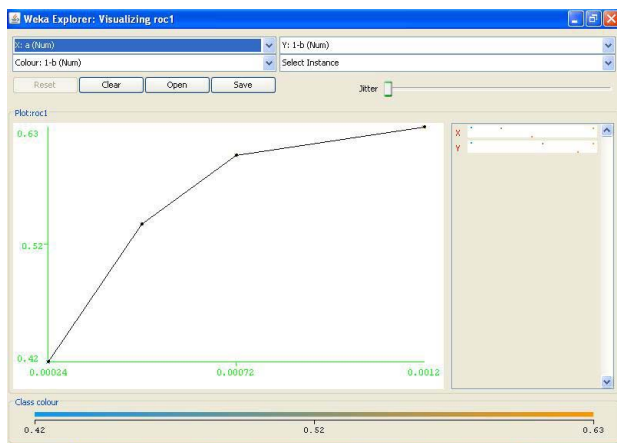 Weka Explorer: Visualizing roc1
X: a (Num)
Y: 1-b (Num)
Colour: 1-b (Num)
Select Instance
Reset
Clear
Open
Save
Jitter
Plot:roc1
0.63
0.52
0.42
0.00024
0.00072
0.0012
X
Y
Class colour
0.42
0.52
0.63